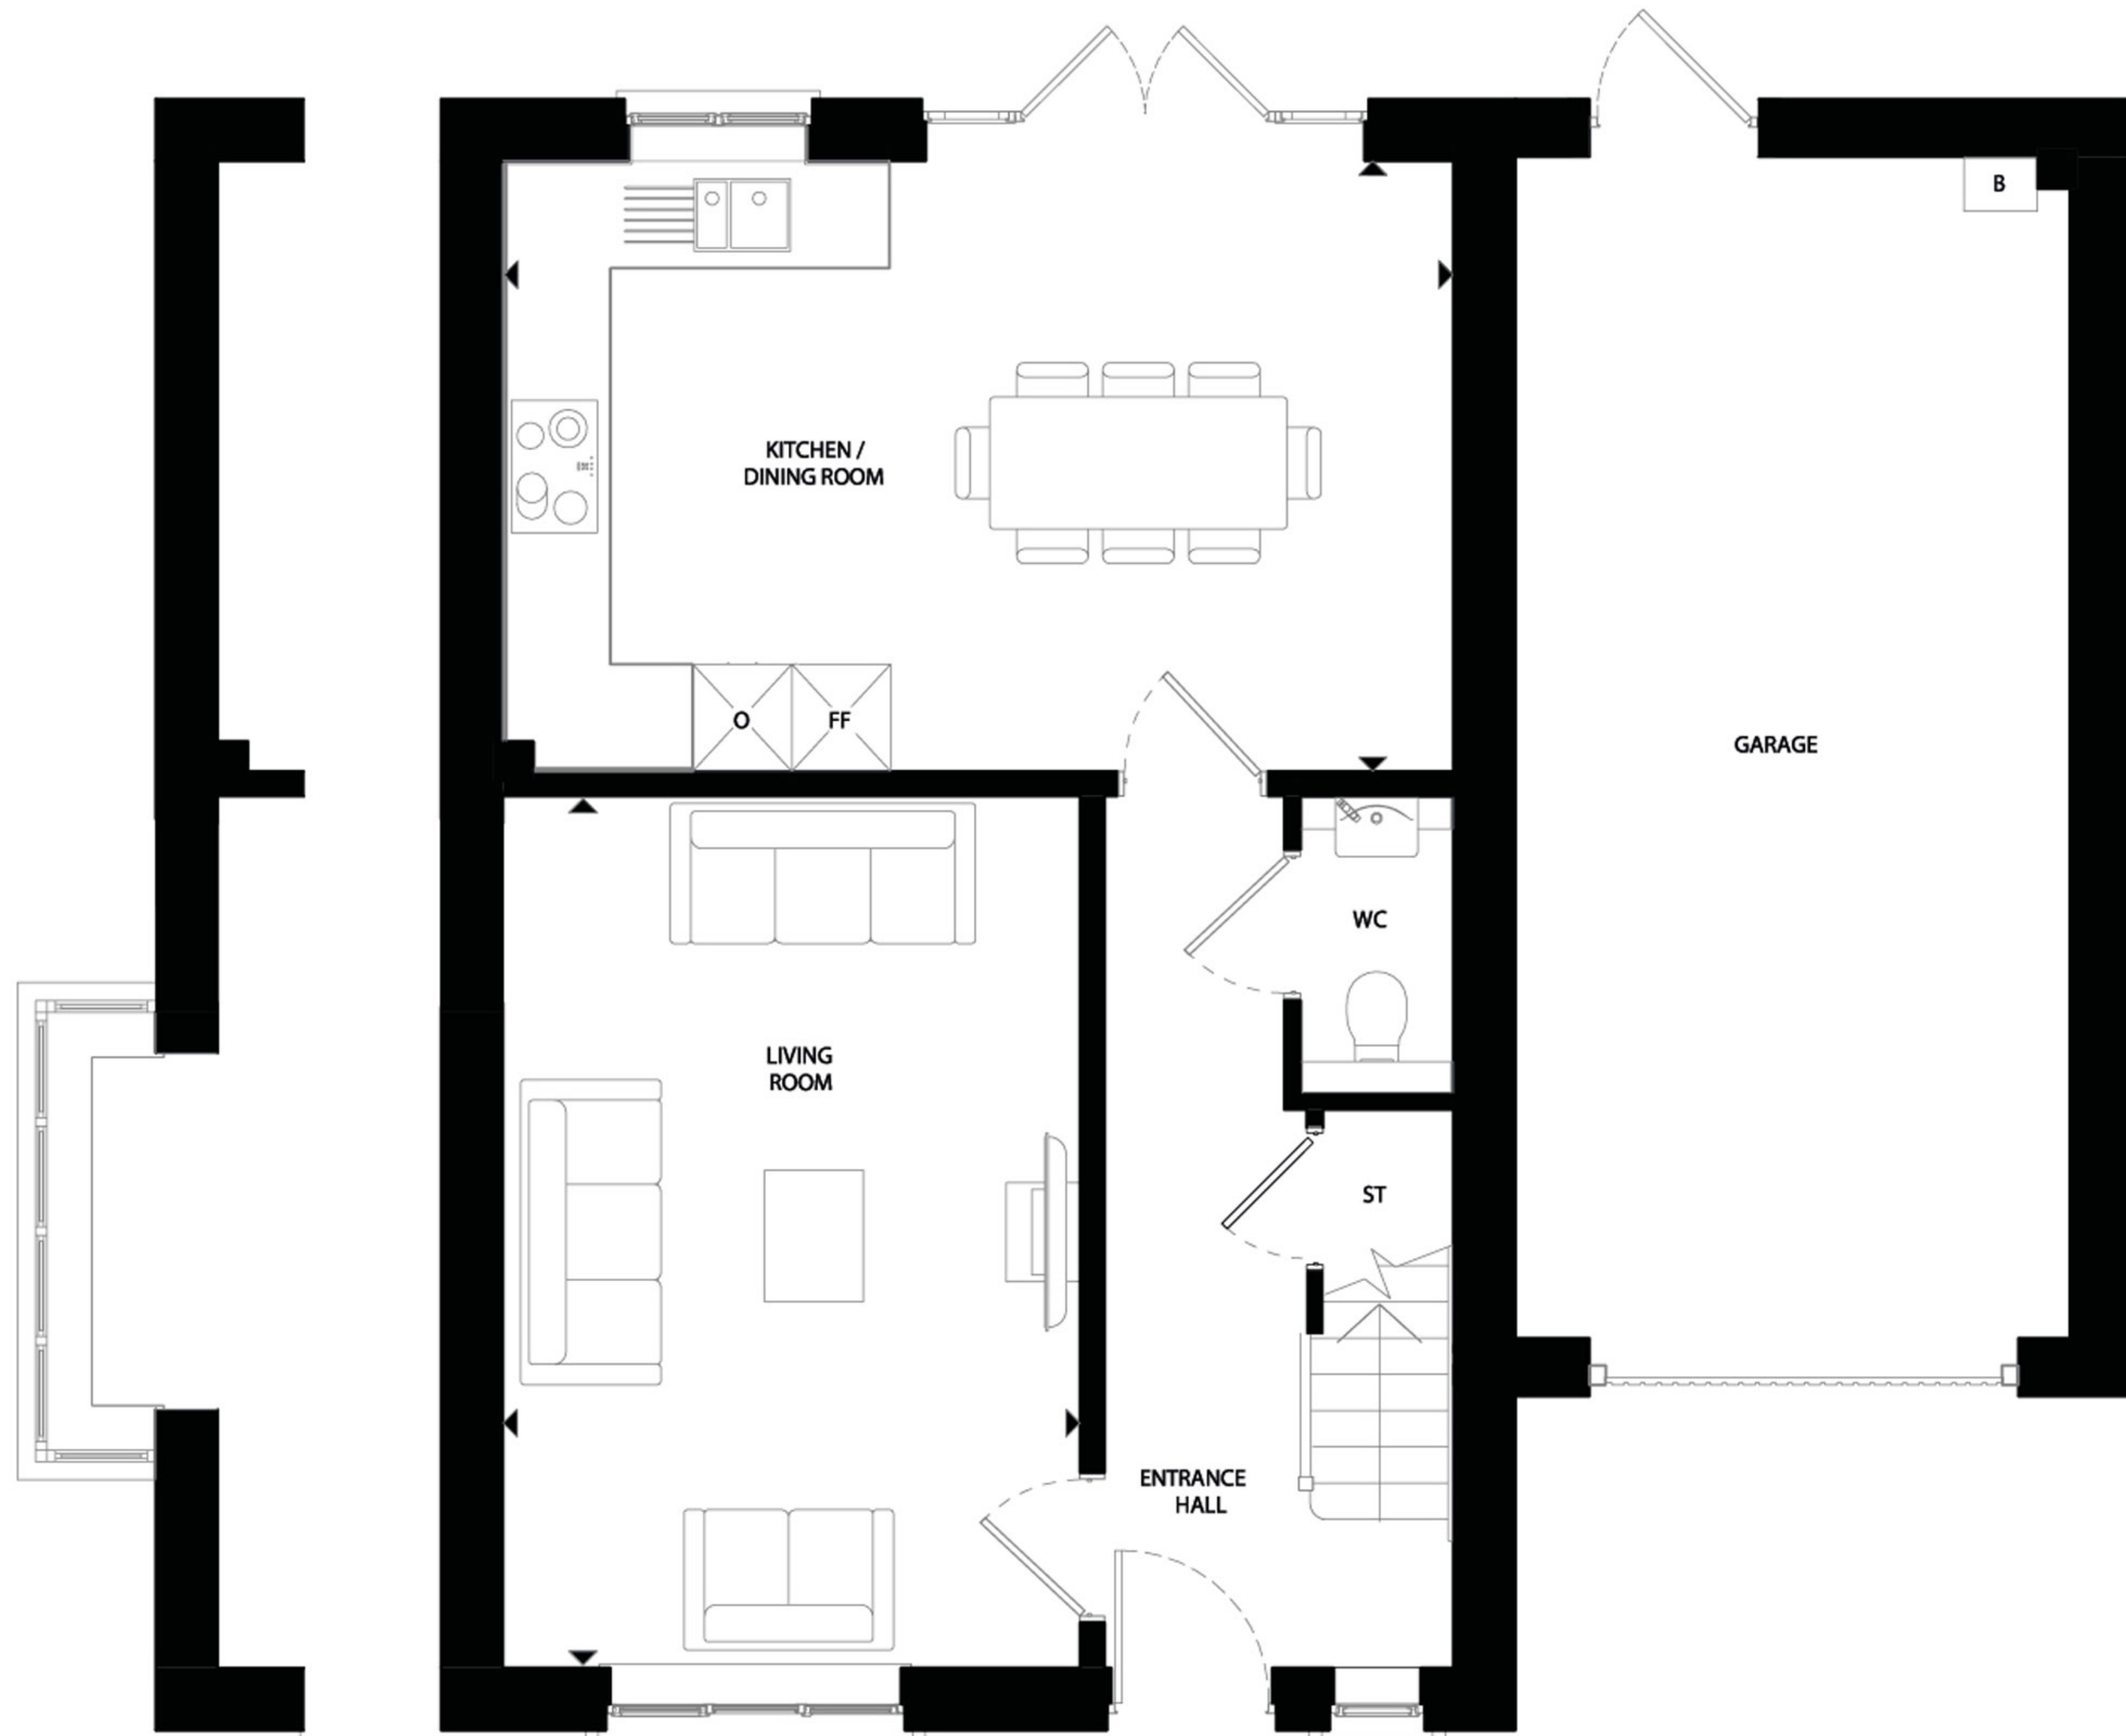 B
KITCHEN /
DINING ROOM
O
FF
GARAGE
WC
LIVING
ROOM
ST
ENTRANCE
HALL